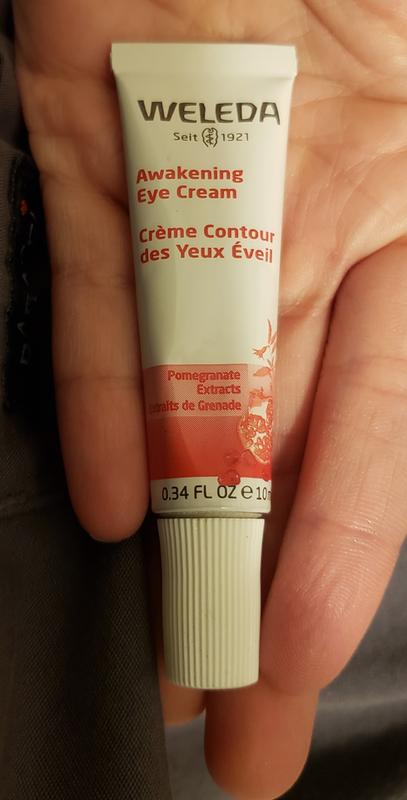 WELEDA
Seit 1921
Awakening
Eye Cream
Crème Contour
des Yeux Éveil
Pomegranate
Extracts
de Grenade
0.34 FL OZ ℮ 10